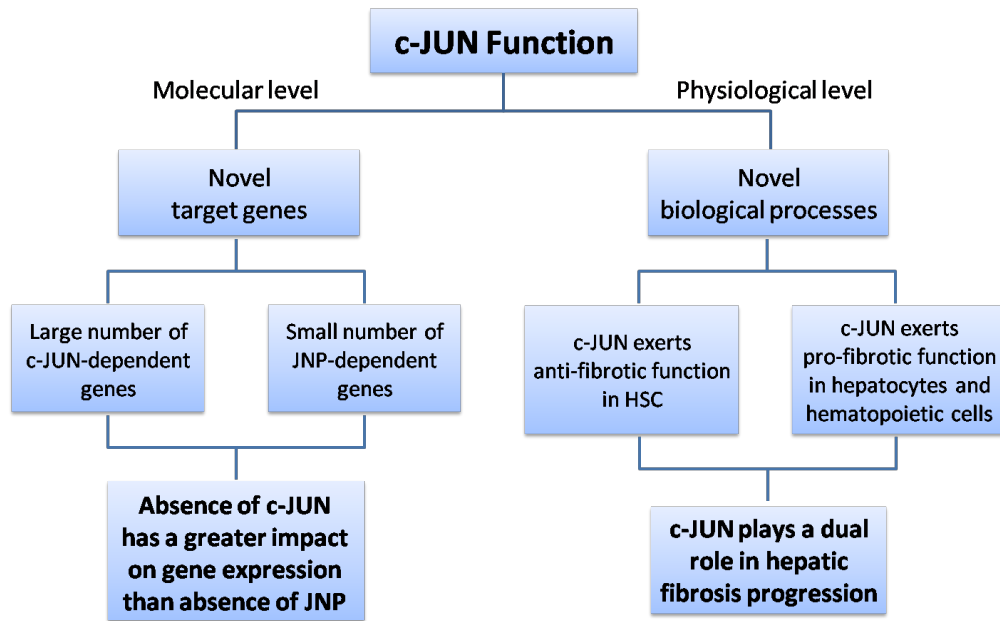 c-JUN Function
Molecular level
Physiological level
Novel
target genes
Novel
biological processes
Large number of
c-JUN-dependent
genes
Small number of
JNP-dependent
genes
c-JUN exerts
anti-fibrotic function
in HSC
c-JUN exerts
pro-fibrotic function
in hepatocytes and
hematopoietic cells
Absence of c-JUN
has a greater impact
on gene expression
than absence of JNP
c-JUN plays a dual
role in hepatic
fibrosis progression